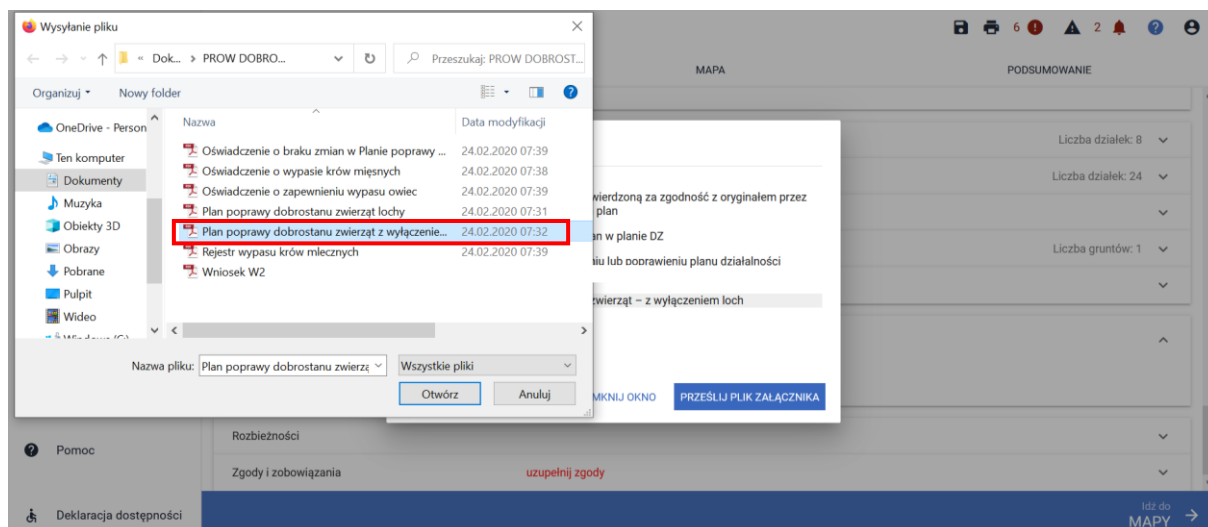 Wysyłanie pliku
« Dok... > PROW DOBRO...
Przeszukaj: PROW DOBROST...
Organizuj
Nowy folder
OneDrive - Person
Ten komputer
Dokumenty
Muzyka
Obiekty 3D
Obrazy
Pobrane
Pulpit
Wideo
Nazwa Data modyfikacji
Oświadczenie o braku zmian w Planie poprawy ... 24.02.2020 07:39
Oświadczenie o wypasie krów mięsnych 24.02.2020 07:38
Oświadczenie o zapewnieniu wypasu owiec 24.02.2020 07:39
Plan poprawy dobrostanu zwierząt lochy 24.02.2020 07:31
Plan poprawy dobrostanu zwierząt z wyłączenie... 24.02.2020 07:32
Rejestr wypasu krów mlecznych 24.02.2020 07:39
Wniosek W2
Nazwa pliku: Plan poprawy dobrostanu zwierzą
Wszystkie pliki
Otwórz
Anuluj
6
2
MAPA
PODSUMOWANIE
Liczba działek: 8
Liczba działek: 24
Liczba gruntów: 1
wierdzoną za zgodność z oryginałem przez
plan
an w planie DZ
iu lub poprawieniu planu działalności
zwierząt – z wyłączeniem loch
MKNIJ OKNO
PRZEŚLIJ PLIK ZAŁĄCZNIKA
Pomoc
Rozbieżności
Zgody i zobowiązania
uzupełnij zgody
Deklaracja dostępności
Idź do
MAPY